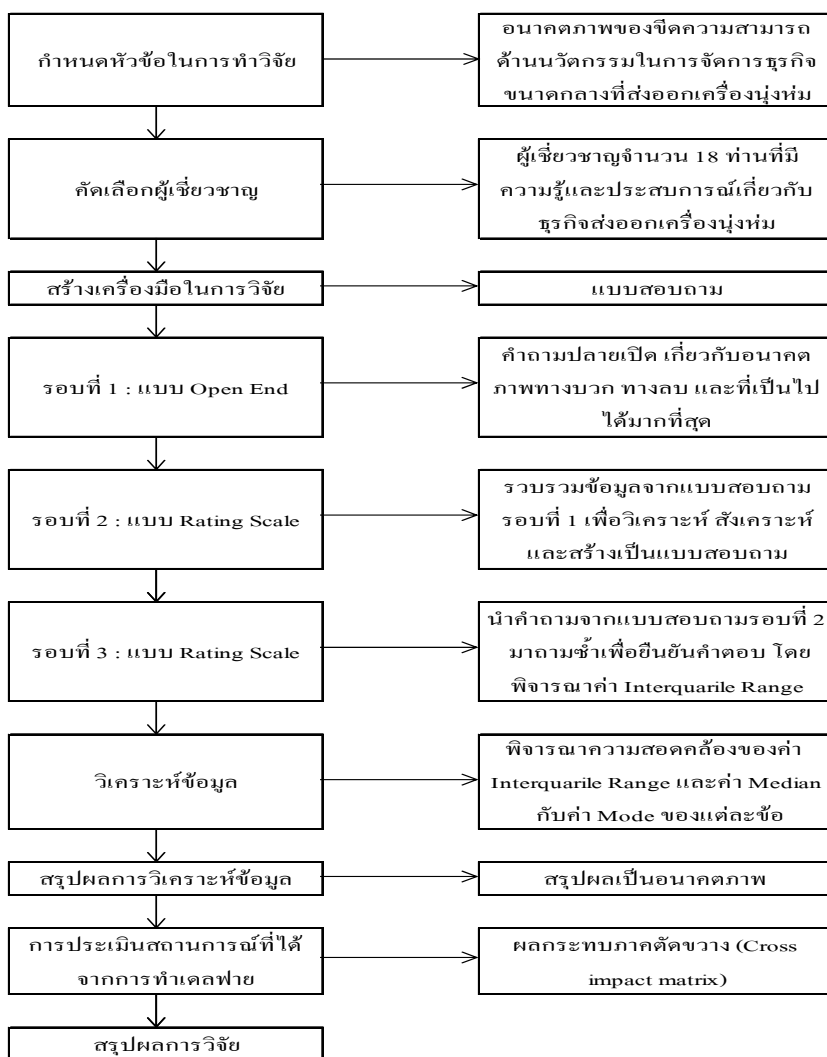 กำหนดหัวข้อในการทำวิจัย
อนาคตภาพของขีดความสามารถ
ด้านนวัตกรรมในการจัดการธุรกิจ
ขนาดกลางที่ส่งออกเครื่องนุ่งห่ม
คัดเลือกผู้เชี่ยวชาญ
ผู้เชี่ยวชาญจำนวน 18 ท่านที่มี
ความรู้และประสบการณ์เกี่ยวกับ
ธุรกิจส่งออกเครื่องนุ่งห่ม
สร้างเครื่องมือในการวิจัย
แบบสอบถาม
รอบที่ 1 : แบบ Open End
คำถามปลายเปิด เกี่ยวกับอนาคต
ภาพทางบวก ทางลบ และที่เป็นไป
ได้มากที่สุด
รอบที่ 2 : แบบ Rating Scale
รวบรวมข้อมูลจากแบบสอบถาม
รอบที่ 1 เพื่อวิเคราะห์ สังเคราะห์
และสร้างเป็นแบบสอบถาม
รอบที่ 3 : แบบ Rating Scale
นำคำถามจากแบบสอบถามรอบที่ 2
มาถามซ้ำเพื่อยืนยันคำตอบ โดย
พิจารณาค่า Interquarile Range
วิเคราะห์ข้อมูล
พิจารณาความสอดคล้องของค่า
Interquarile Range และค่า Median
กับค่า Mode ของแต่ละข้อ
สรุปผลการวิเคราะห์ข้อมูล
สรุปผลเป็นอนาคตภาพ
การประเมินสถานการณ์ที่ได้
จากการทำเดลฟาย
ผลกระทบภาคตัดขวาง (Cross
impact matrix)
สรุปผลการวิจัย